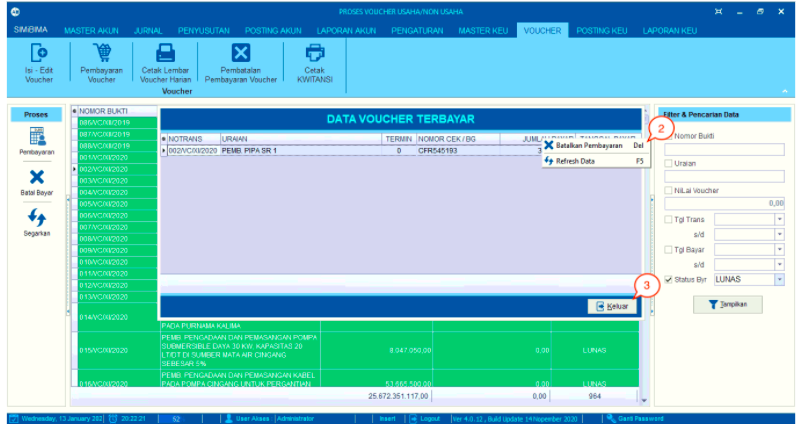 PROSES VOUCHER USAHA/NON USAHA
SIM@IMA MASTER AKUN JURNAL PENYUSUTAN POSTING AKUN LAPORAN AKUN PENGATURAN MASTER KEU VOUCHER POSTING KEU LAPORAN KEU
Isi - Edit Voucher
Pembayaran Voucher
Cetak Lembar Voucher Harian
Pembatalan Pembayaran Voucher
Cetak KWITANSI
Voucher
Proses
Pembayaran
Batal Bayar
Segarkan
NOMOR BUKTI
086/VC/XII/2019
087/VC/XII/2019
088/VC/XII/2019
001/VC/XI/2020
002/VC/XI/2020
003/VC/XI/2020
004/VC/XI/2020
005/VC/XI/2020
006/VC/XI/2020
007/VC/XI/2020
008/VC/XI/2020
009/VC/XI/2020
010/VC/XI/2020
011/VC/XI/2020
012/VC/XI/2020
013/VC/XI/2020
014/VC/XI/2020
DATA VOUCHER TERBAYAR
NOTRANS URAIAN TERMIN NOMOR CEK / BG
002/VC/XI/2020 PEMB. PIPA SR 1 0 CFR545193
Batalkan Pembayaran Del
Refresh Data F5
2
3
Keluar
PADA PURNAMA KALIMA
015/VC/XI/2020 PEMB. PENGADAAN DAN PEMASANGAN POMPA
SUBMERSIBLE DAYA 30 KW, KAPASITAS 20
LT/DT DI SUMBER MATA AIR CINGANG
SEBESAR 5% 8.047.050,00 0,00 LUNAS
016/VC/XI/2020 PEMB. PENGADAAN DAN PEMASANGAN KABEL
PADA POMPA CINGANG UNTUK PERGANTIAN 53.665.500,00 0,00 LUNAS
25.672.351.117,00 0,00 964
Filter & Pencarian Data
Nomor Bukti
Uraian
NiLai Voucher
0,00
Tgl Trans
s/d
Tgl Bayar
s/d
Status Byr LUNAS
Tampilkan
Wednesday, 13 January 202 20:22:21 52 User Akses Administrator Insert Logout Ver 4.0.12, Build Update 14 Nopember 2020 Ganti Password